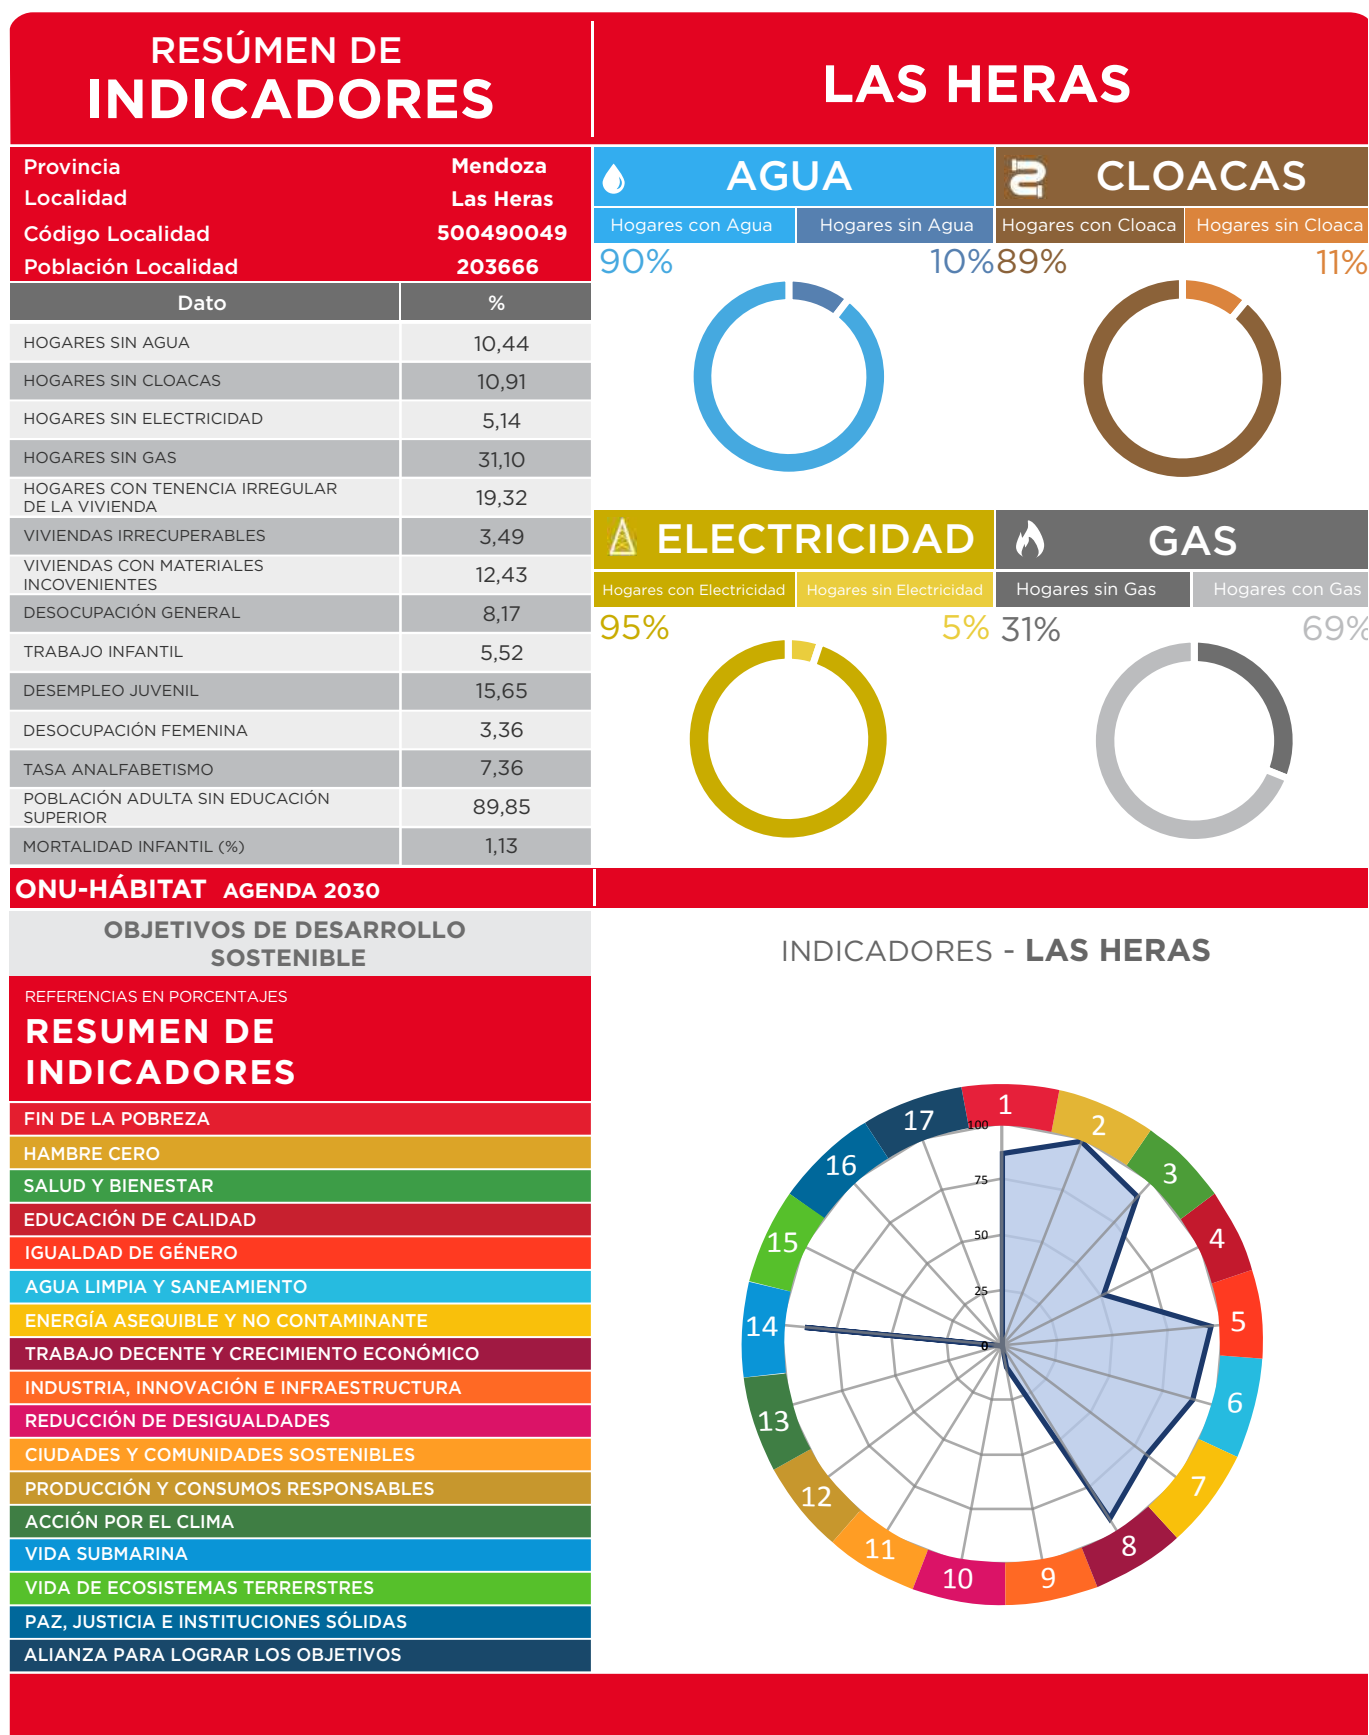 RESÚMEN DE
INDICADORES
LAS HERAS
Provincia Mendoza
Localidad Las Heras
Código Localidad 500490049
Población Localidad 203666
Dato %
HOGARES SIN AGUA 10,44
HOGARES SIN CLOACAS 10,91
HOGARES SIN ELECTRICIDAD 5,14
HOGARES SIN GAS 31,10
HOGARES CON TENENCIA IRREGULAR
DE LA VIVIENDA 19,32
VIVIENDAS IRRECUPERABLES 3,49
VIVIENDAS CON MATERIALES
INCOVENIENTES 12,43
DESOCUPACIÓN GENERAL 8,17
TRABAJO INFANTIL 5,52
DESEMPLEO JUVENIL 15,65
DESOCUPACIÓN FEMENINA 3,36
TASA ANALFABETISMO 7,36
POBLACIÓN ADULTA SIN EDUCACIÓN
SUPERIOR 89,85
MORTALIDAD INFANTIL (%) 1,13
AGUA
Hogares con Agua Hogares sin Agua
90% 10%
CLOACAS
Hogares con Cloaca Hogares sin Cloaca
89% 11%
ELECTRICIDAD
Hogares con Electricidad Hogares sin Electricidad
95% 5%
GAS
Hogares sin Gas Hogares con Gas
31% 69%
ONU-HÁBITAT AGENDA 2030
OBJETIVOS DE DESARROLLO
SOSTENIBLE
REFERENCIAS EN PORCENTAJES
RESUMEN DE
INDICADORES
FIN DE LA POBREZA
HAMBRE CERO
SALUD Y BIENESTAR
EDUCACIÓN DE CALIDAD
IGUALDAD DE GÉNERO
AGUA LIMPIA Y SANEAMIENTO
ENERGÍA ASEQUIBLE Y NO CONTAMINANTE
TRABAJO DECENTE Y CRECIMIENTO ECONÓMICO
INDUSTRIA, INNOVACIÓN E INFRAESTRUCTURA
REDUCCIÓN DE DESIGUALDADES
CIUDADES Y COMUNIDADES SOSTENIBLES
PRODUCCIÓN Y CONSUMOS RESPONSABLES
ACCIÓN POR EL CLIMA
VIDA SUBMARINA
VIDA DE ECOSISTEMAS TERRERSTRES
PAZ, JUSTICIA E INSTITUCIONES SÓLIDAS
ALIANZA PARA LOGRAR LOS OBJETIVOS
INDICADORES - LAS HERAS
1
2
3
4
5
6
7
8
9
10
11
12
13
14
15
16
17
100
75
50
25
0